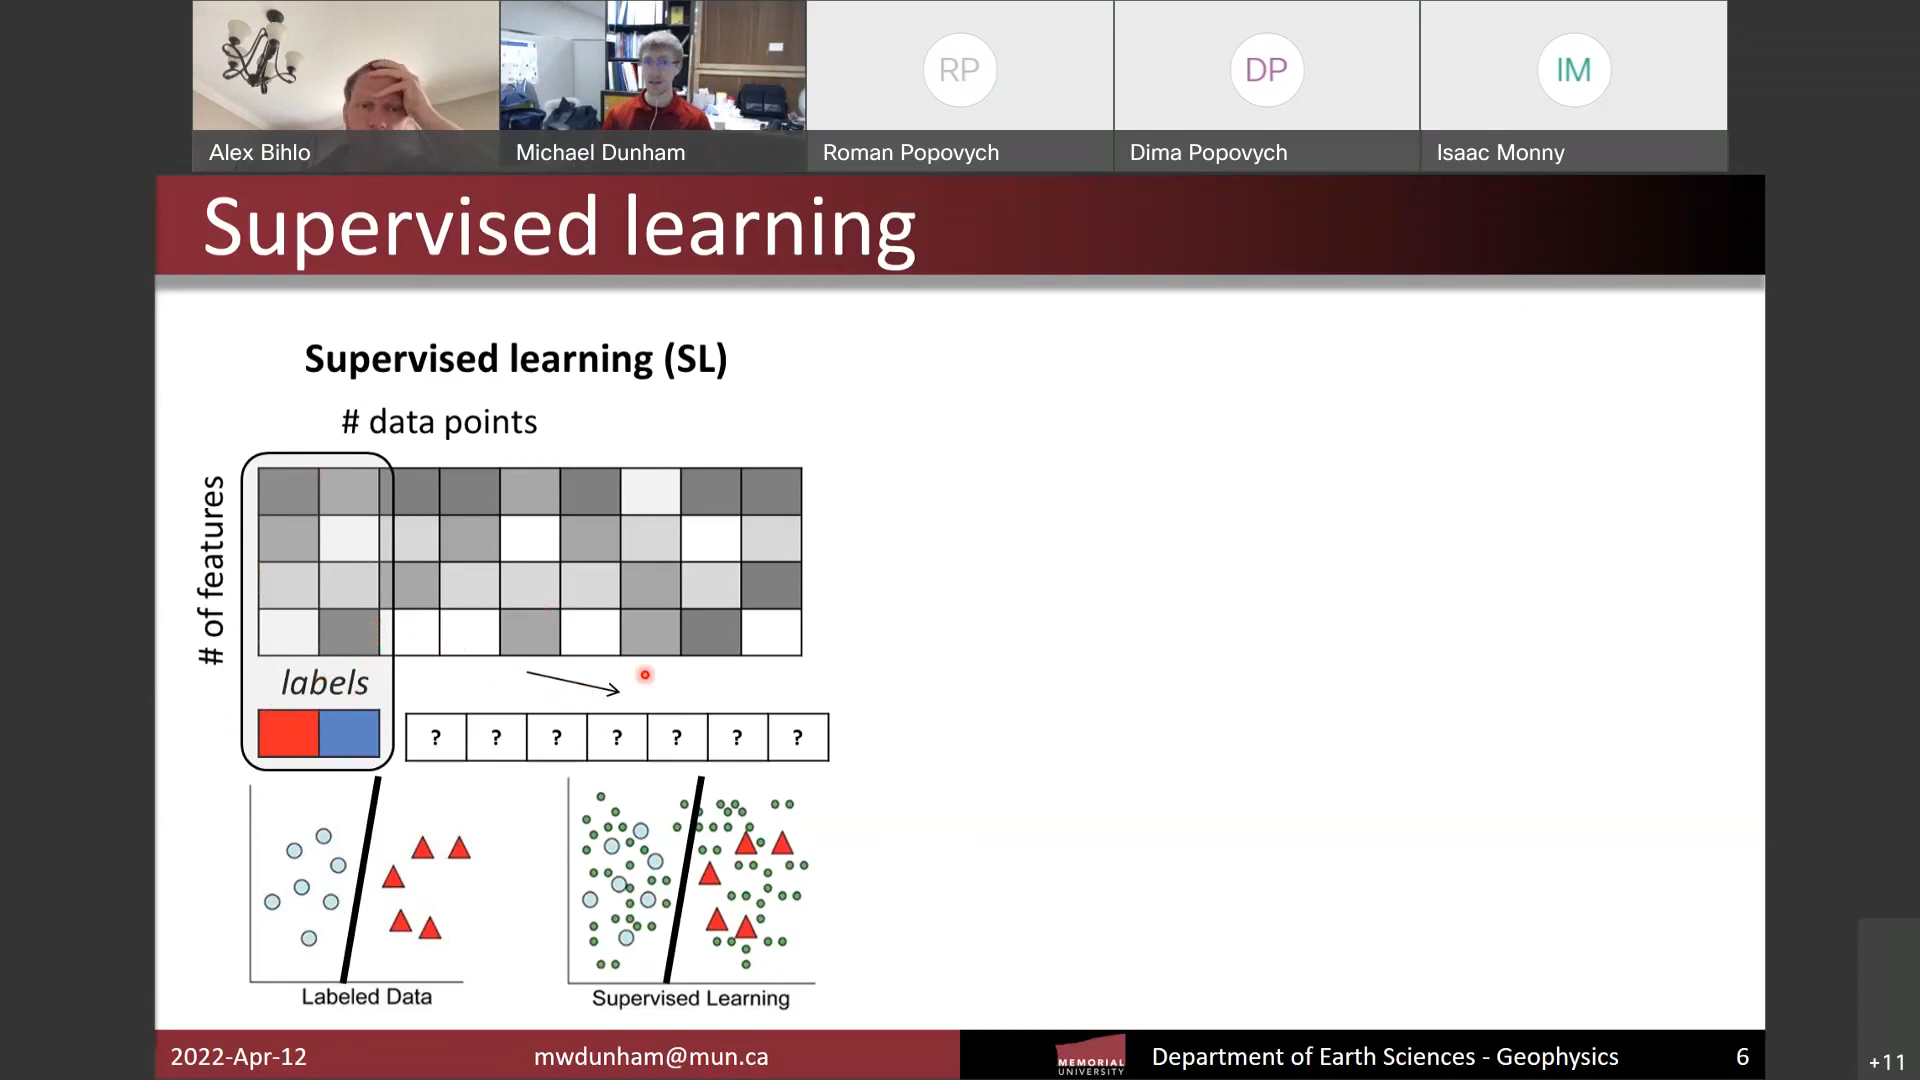 RP
DP
IM
Alex Bihlo
Michael Dunham
Roman Popovych
Dima Popovych
Isaac Monny
Supervised learning
Supervised learning (SL)
# data points
# of features
labels
? ? ? ? ? ? ?
Labeled Data
Supervised Learning
2022-Apr-12
mwdunham@mun.ca
MEMORIAL
UNIVERSITY
Department of Earth Sciences - Geophysics
6
+11